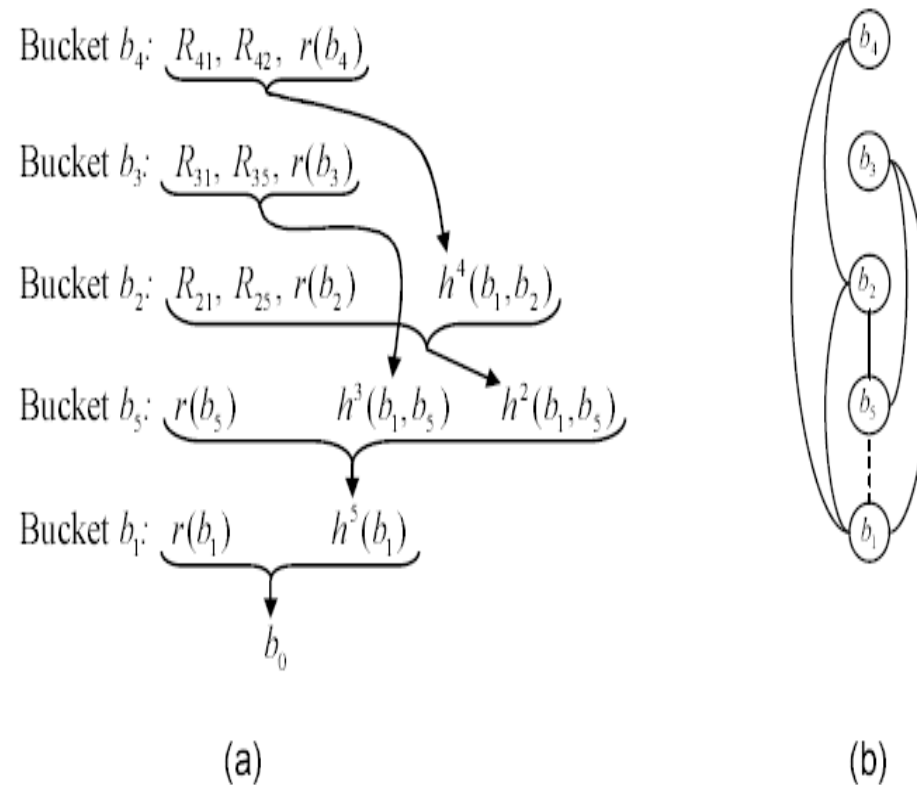 Bucket b₄: R₄₁, R₄₂, r(b₄)
Bucket b₃: R₃₁, R₃₅, r(b₃)
Bucket b₂: R₂₁, R₂₅, r(b₂) h⁴(b₁,b₂)
Bucket b₅: r(b₅) h³(b₁,b₅) h²(b₁,b₅)
Bucket b₁: r(b₁) h⁵(b₁)
b₀
(a)
b₄
b₃
b₂
b₅
b₁
(b)